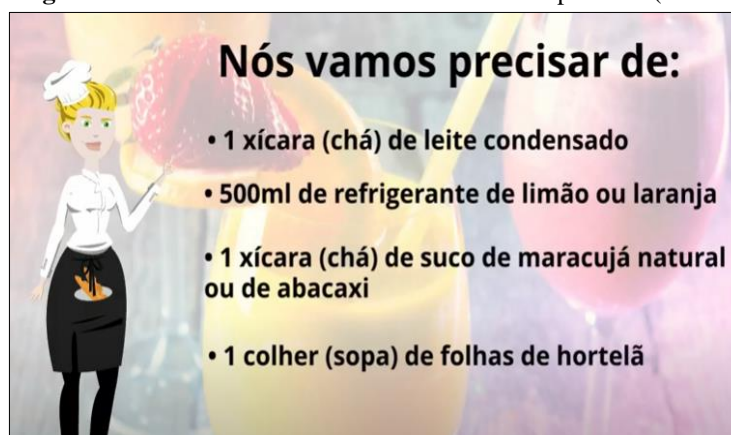 Nós vamos precisar de:
• 1 xícara (chá) de leite condensado
• 500ml de refrigerante de limão ou laranja
• 1 xícara (chá) de suco de maracujá natural
ou de abacaxi
• 1 colher (sopa) de folhas de hortelã